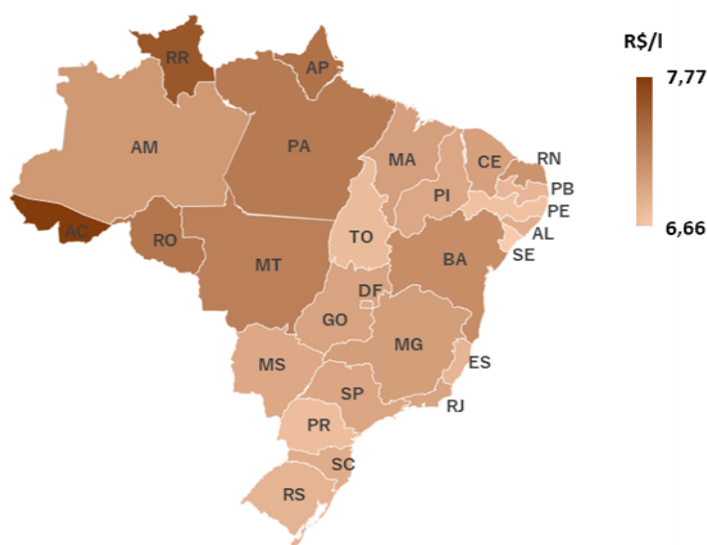 R$/l
7,77
6,66
RR
AP
AM
PA
MA
CE
RN
PB
PE
AL
SE
PI
TO
BA
AC
RO
MT
DF
GO
MG
ES
MS
SP
RJ
PR
SC
RS